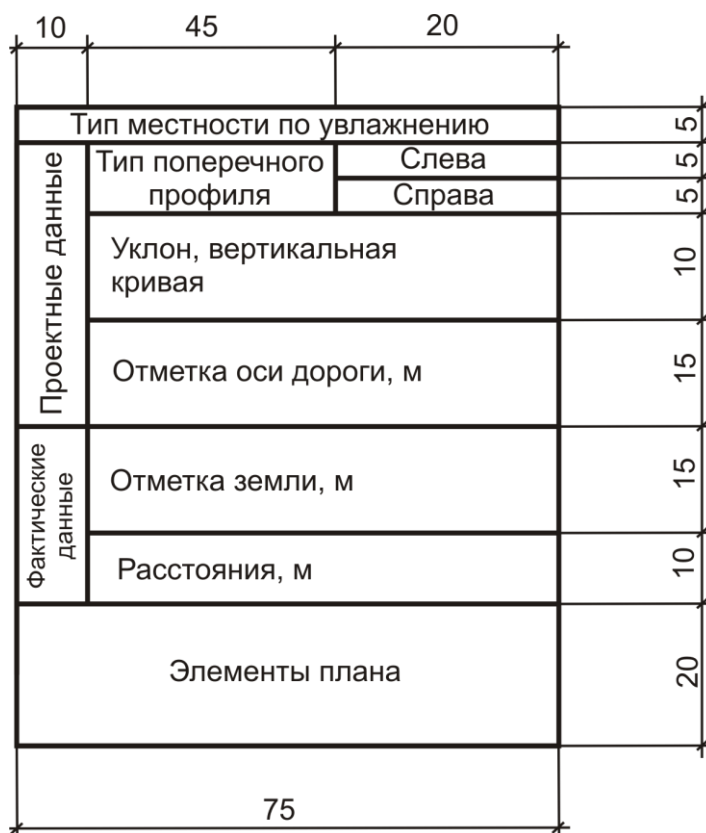 10 45 20
Тип местности по увлажнению
5
Проектные данные
Тип поперечного
профиля
Слева
5
Справа
5
Уклон, вертикальная
кривая
10
Отметка оси дороги, м
15
Фактические
данные
Отметка земли, м
15
Расстояния, м
10
Элементы плана
20
75